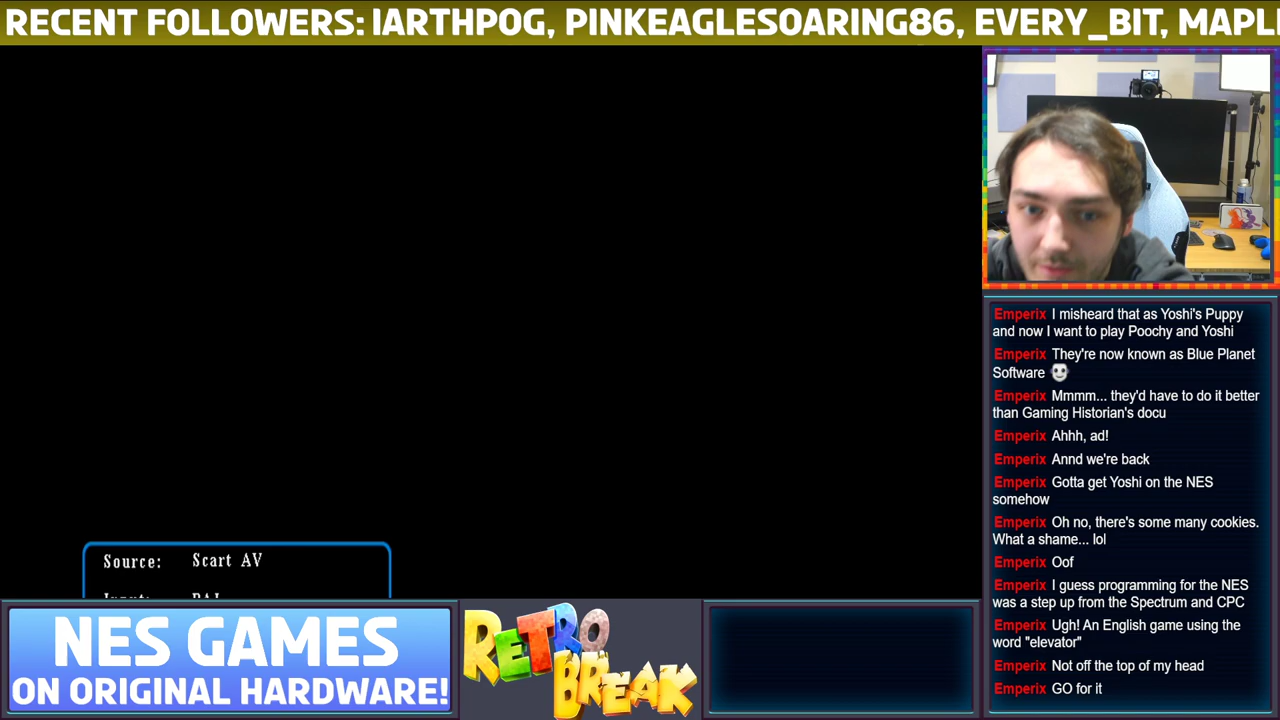 RECENT FOLLOWERS: IARTHPOG, PINKEAGLESOARING86, EVERY_BIT, MAPL
Emperix I misheard that as Yoshi's Puppy
and now I want to play Poochy and Yoshi
Emperix They're now known as Blue Planet
Software
Emperix Mmmm... they'd have to do it better
than Gaming Historian's docu
Emperix Ahhh, ad!
Emperix Annd we're back
Emperix Gotta get Yoshi on the NES
somehow
Emperix Oh no, there's some many cookies.
What a shame... lol
Emperix Oof
Emperix I guess programming for the NES
was a step up from the Spectrum and CPC
Emperix Ugh! An English game using the
word "elevator"
Emperix Not off the top of my head
Emperix GO for it
Source: Scart AV
Input: PAL
NES GAMES
ON ORIGINAL HARDWARE!
RETRO
BREAK